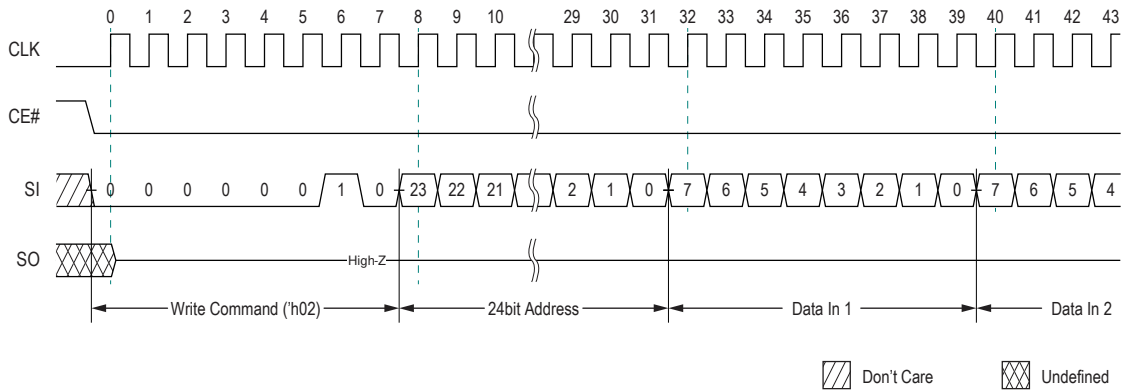 0 1 2 3 4 5 6 7 8 9 10 29 30 31 32 33 34 35 36 37 38 39 40 41 42 43
CLK
CE#
SI 0 0 0 0 0 0 1 0 23 22 21 2 1 0 7 6 5 4 3 2 1 0 7 6 5 4
SO High-Z
Write Command ('h02) 24bit Address Data In 1 Data In 2
Don't Care Undefined